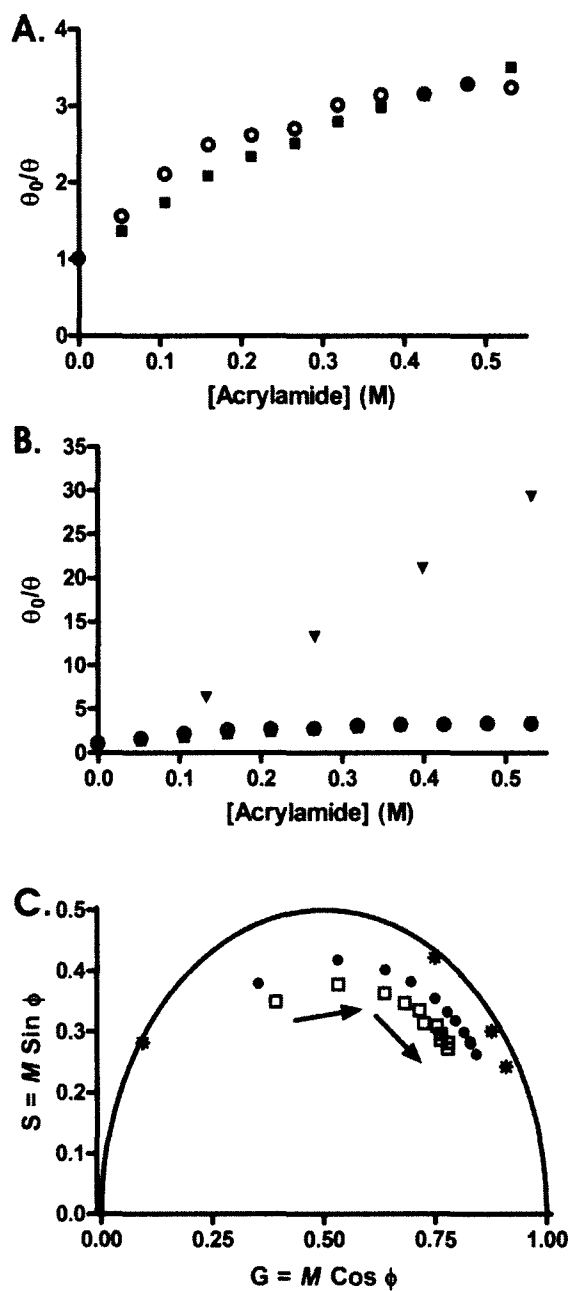 A.
4
3
2
1
0
θ₀/θ
0.0 0.1 0.2 0.3 0.4 0.5
[Acrylamide] (M)
B.
35
30
25
20
15
10
5
0
θ₀/θ
0.0 0.1 0.2 0.3 0.4 0.5
[Acrylamide] (M)
C.
0.5
0.4
0.3
0.2
0.1
0.0
S = M Sin ϕ
0.00 0.25 0.50 0.75 1.00
G = M Cos ϕ